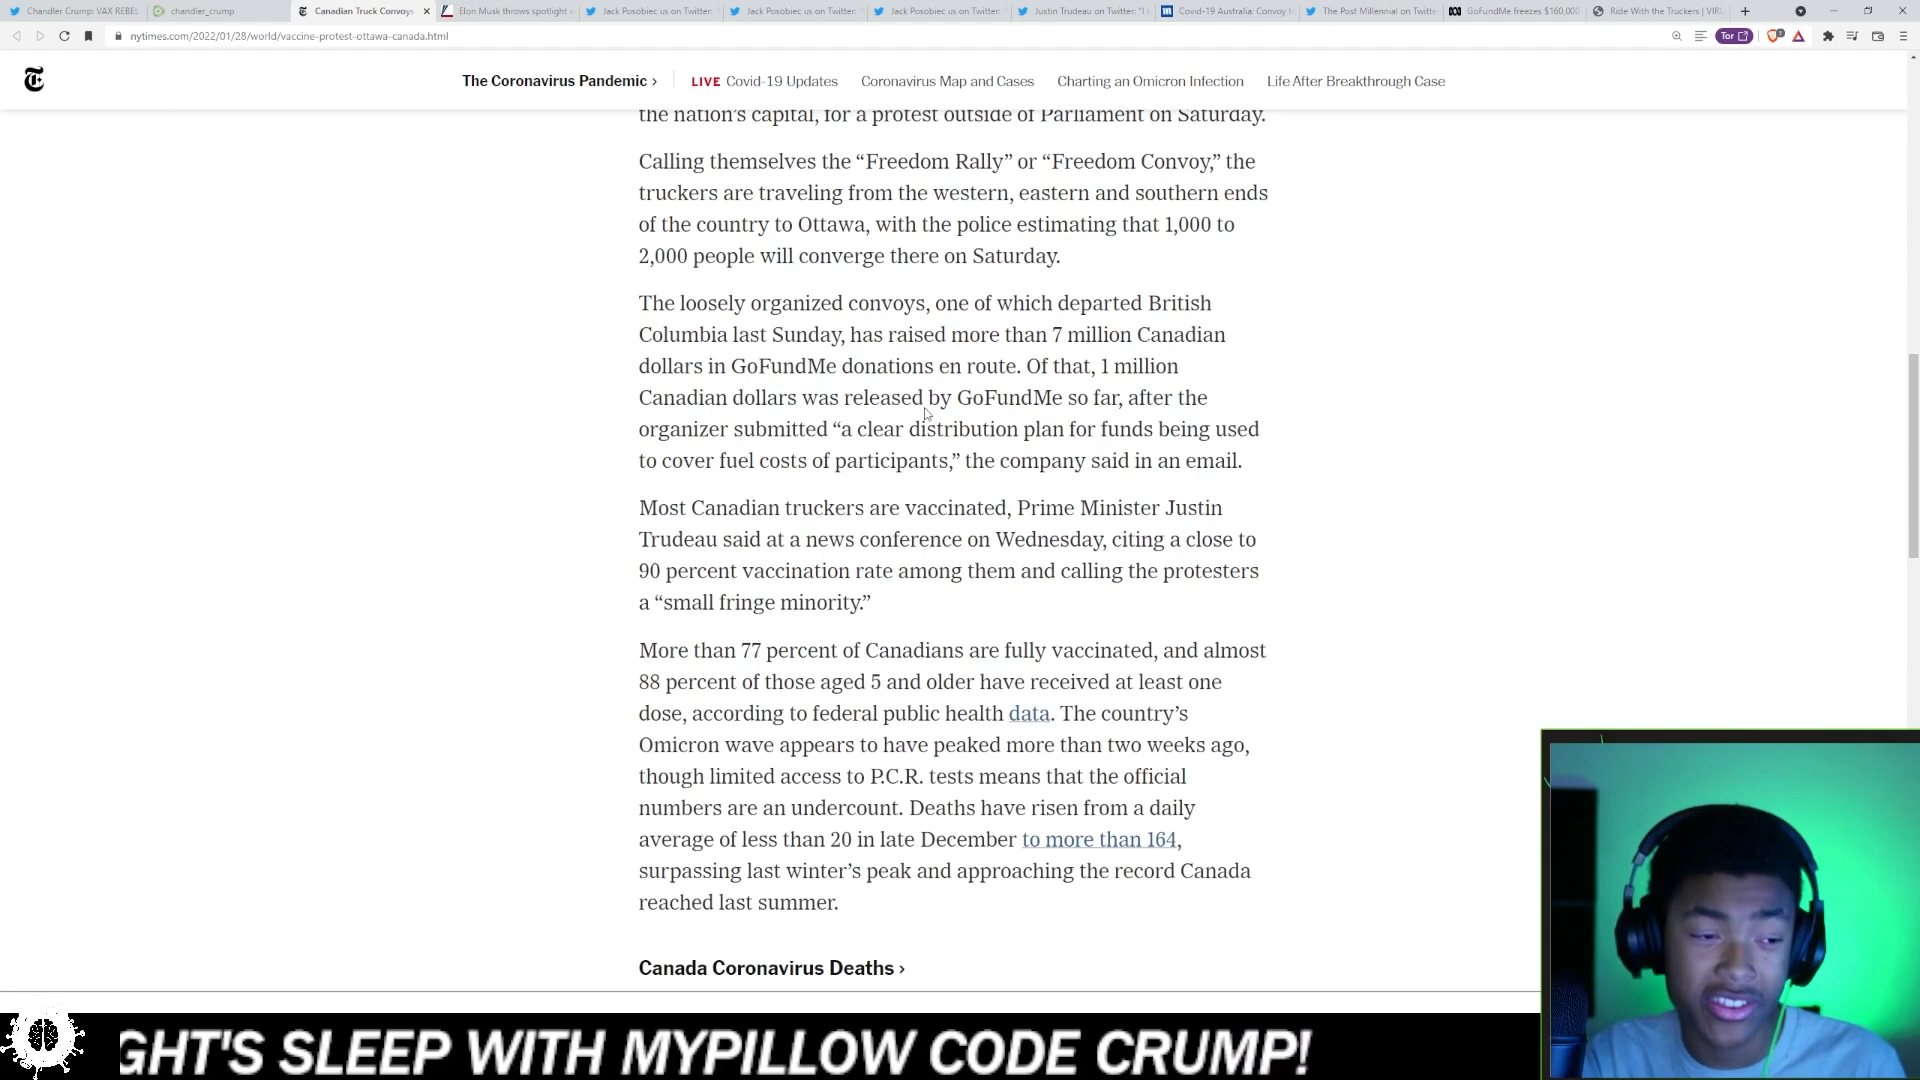 Chandler Crump: VAX REBEL
chandler_crump
Canadian Truck Convoys
Elon Musk throws spotlight
Jack Posobiec us on Twitter:
Jack Posobiec us on Twitter:
Jack Posobiec us on Twitter:
Justin Trudeau on Twitter: "I
Covid-19 Australia: Convoy t
The Post Millennial on Twitte
GoFundMe freezes $160,000
Ride With the Truckers | VIRU
nytimes.com/2022/01/28/world/vaccine-protest-ottawa-canada.html
Tor
The Coronavirus Pandemic ›
LIVE Covid-19 Updates
Coronavirus Map and Cases
Charting an Omicron Infection
Life After Breakthrough Case
the nation’s capital, for a protest outside of Parliament on Saturday.
Calling themselves the “Freedom Rally” or “Freedom Convoy,” the
truckers are traveling from the western, eastern and southern ends
of the country to Ottawa, with the police estimating that 1,000 to
2,000 people will converge there on Saturday.
The loosely organized convoys, one of which departed British
Columbia last Sunday, has raised more than 7 million Canadian
dollars in GoFundMe donations en route. Of that, 1 million
Canadian dollars was released by GoFundMe so far, after the
organizer submitted “a clear distribution plan for funds being used
to cover fuel costs of participants,” the company said in an email.
Most Canadian truckers are vaccinated, Prime Minister Justin
Trudeau said at a news conference on Wednesday, citing a close to
90 percent vaccination rate among them and calling the protesters
a “small fringe minority.”
More than 77 percent of Canadians are fully vaccinated, and almost
88 percent of those aged 5 and older have received at least one
dose, according to federal public health data. The country’s
Omicron wave appears to have peaked more than two weeks ago,
though limited access to P.C.R. tests means that the official
numbers are an undercount. Deaths have risen from a daily
average of less than 20 in late December to more than 164,
surpassing last winter’s peak and approaching the record Canada
reached last summer.
Canada Coronavirus Deaths ›
GHT'S SLEEP WITH MYPILLOW CODE CRUMP!